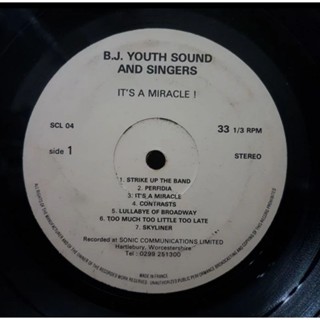 B.J. YOUTH SOUND
AND SINGERS
IT'S A MIRACLE !
SCL 04
33 1/3 RPM
side 1
STEREO
1. STRIKE UP THE BAND
2. PERFIDIA
3. IT'S A MIRACLE
4. CONTRASTS
5. LULLABYE OF BROADWAY
6. TOO MUCH TOO LITTLE TOO LATE
7. SKYLINER
Recorded at SONIC COMMUNICATIONS LIMITED
Hartlebury, Worcestershire
Tel: 0299 251300
MADE IN FRANCE